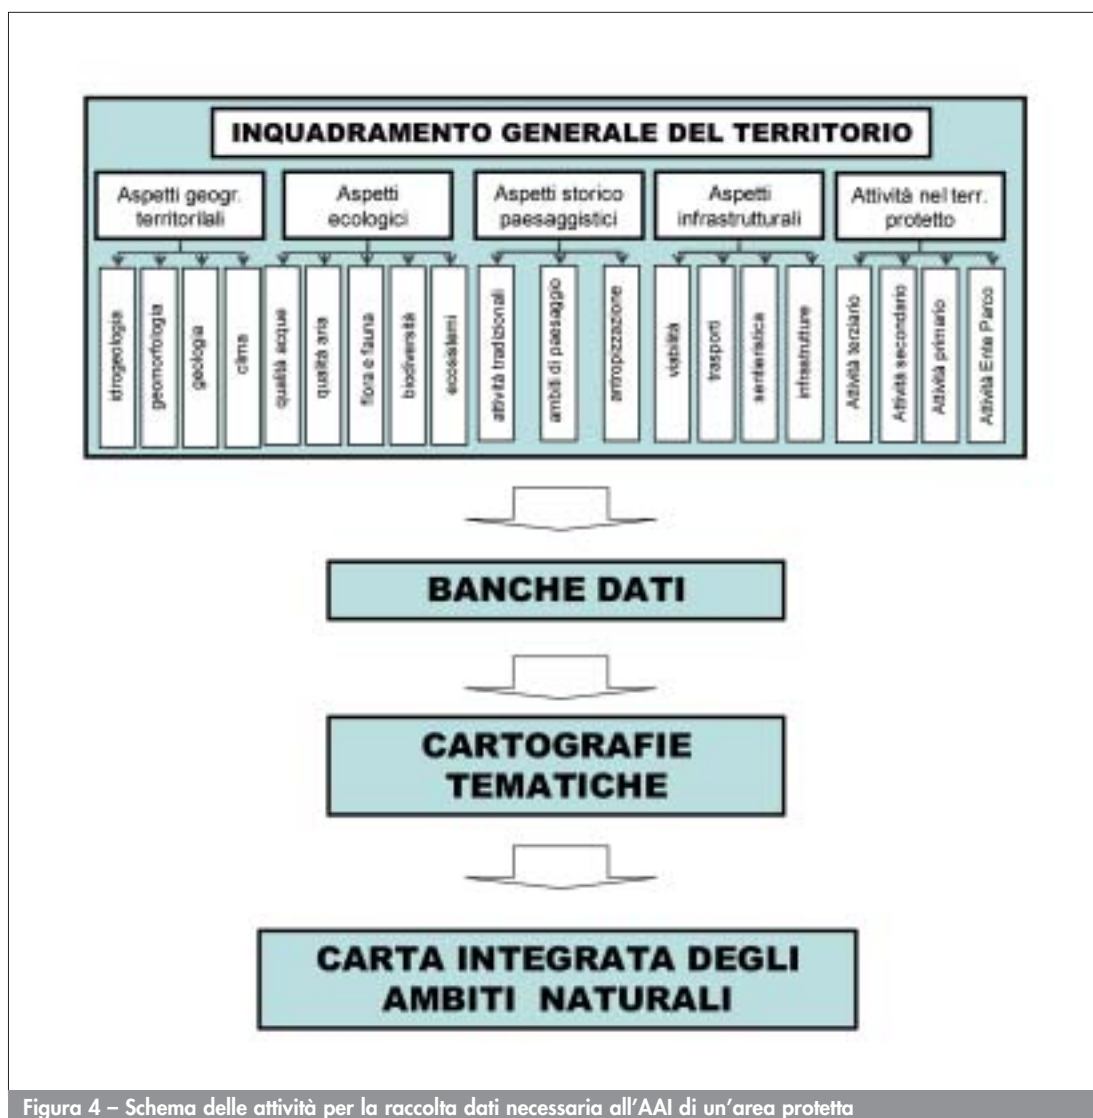 INQUADRAMENTO GENERALE DEL TERRITORIO
Aspetti geogr.
territorilali
Aspetti
ecologici
Aspetti storico
paesaggistici
Aspetti
infrastrutturali
Attività nel terr.
protetto
idrogeologia
geomorfologia
geologia
clima
qualità acque
qualità aria
flora e fauna
biodiversità
ecosistemi
attività tradizionali
ambiti di paesaggio
antropizzazione
viabilità
trasporti
sentieristica
infrastrutture
Attività terziario
Attività secondario
Attività primario
Attività Ente Parco
BANCHE DATI
CARTOGRAFIE
TEMATICHE
CARTA INTEGRATA DEGLI
AMBITI NATURALI
Figura 4 – Schema delle attività per la raccolta dati necessaria all'AAI di un'area protetta